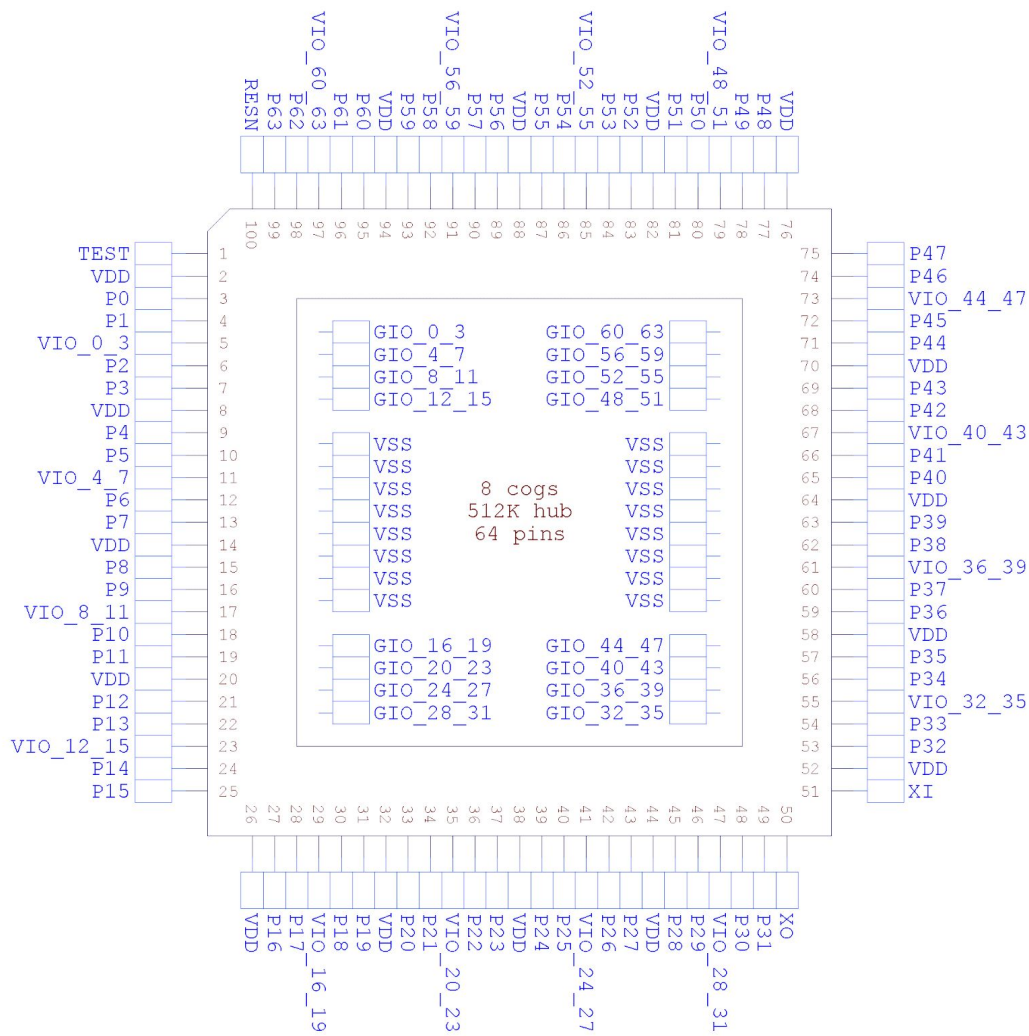 RESN
P63
P62
VIO_60_63
P61
P60
VDD
P59
P58
VIO_56_59
P57
P56
VDD
P55
P54
VIO_52_55
P53
P52
VDD
P51
P50
VIO_48_51
P49
P48
VDD
100 99 98 97 96 95 94 93 92 91 90 89 88 87 86 85 84 83 82 81 80 79 78 77 76
TEST 1
VDD 2
P0 3
P1 4
VIO_0_3 5
P2 6
P3 7
VDD 8
P4 9
P5 10
VIO_4_7 11
P6 12
P7 13
VDD 14
P8 15
P9 16
VIO_8_11 17
P10 18
P11 19
VDD 20
P12 21
P13 22
VIO_12_15 23
P14 24
P15 25
GIO_0_3 GIO_60_63
GIO_4_7 GIO_56_59
GIO_8_11 GIO_52_55
GIO_12_15 GIO_48_51
VSS VSS
VSS VSS
VSS VSS
VSS VSS
VSS VSS
VSS VSS
VSS VSS
VSS VSS
8 cogs
512K hub
64 pins
GIO_16_19 GIO_44_47
GIO_20_23 GIO_40_43
GIO_24_27 GIO_36_39
GIO_28_31 GIO_32_35
75 P47
74 P46
73 VIO_44_47
72 P45
71 P44
70 VDD
69 P43
68 P42
67 VIO_40_43
66 P41
65 P40
64 VDD
63 P39
62 P38
61 VIO_36_39
60 P37
59 P36
58 VDD
57 P35
56 P34
55 VIO_32_35
54 P33
53 P32
52 VDD
51 XI
26 27 28 29 30 31 32 33 34 35 36 37 38 39 40 41 42 43 44 45 46 47 48 49 50
VDD
P16
P17
VIO_16_19
P18
P19
VDD
P20
P21
VIO_20_23
P22
P23
VDD
P24
P25
VIO_24_27
P26
P27
VDD
P28
P29
VIO_28_31
P30
P31
XO